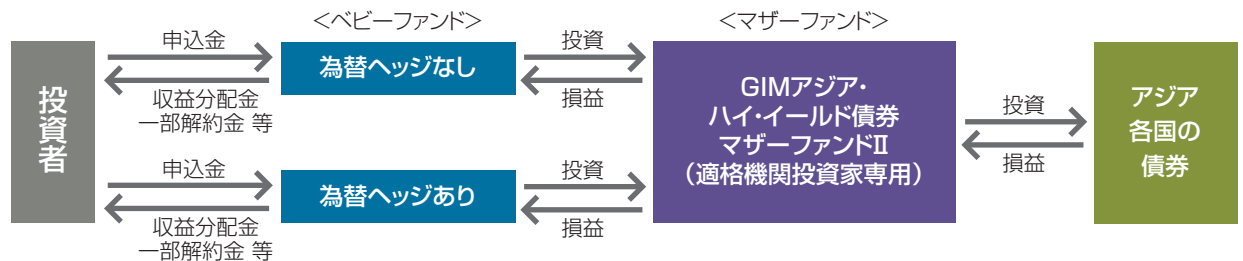 <ベビーファンド>
<マザーファンド>
投資者
申込金
収益分配金
一部解約金 等
為替ヘッジなし
投資
損益
申込金
収益分配金
一部解約金 等
為替ヘッジあり
投資
損益
GIMアジア・
ハイ・イールド債券
マザーファンドⅡ
（適格機関投資家専用）
投資
損益
アジア
各国の
債券